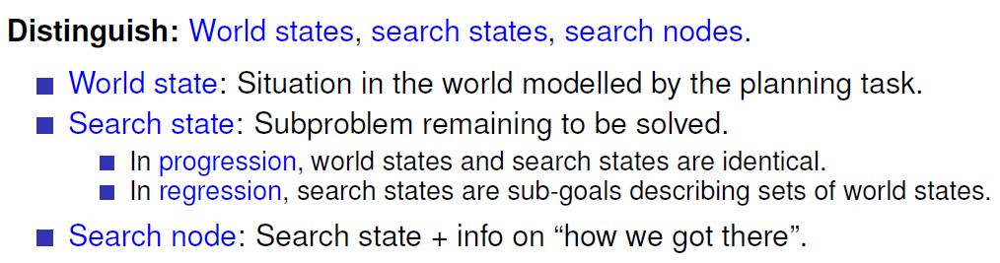 Distinguish: World states, search states, search nodes.
World state: Situation in the world modelled by the planning task.
Search state: Subproblem remaining to be solved.
In progression, world states and search states are identical.
In regression, search states are sub-goals describing sets of world states.
Search node: Search state + info on “how we got there”.